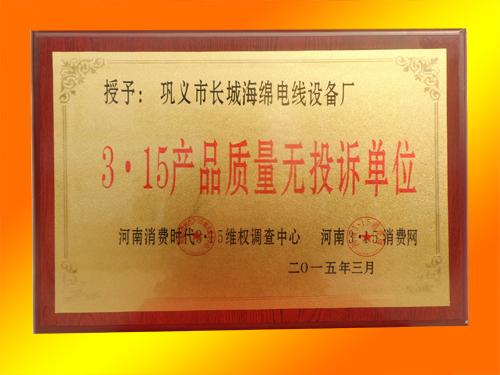 授予：巩义市长城海绵电线设备厂
3·15产品质量无投诉单位
河南消费时代3·15维权调查中心 河南3·15消费网
二〇一五年三月